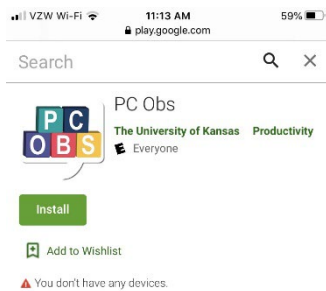 VZW Wi-Fi 11:13 AM 59%
play.google.com
Search
PC Obs
PC
OBS
The University of Kansas Productivity
E Everyone
Install
Add to Wishlist
You don't have any devices.